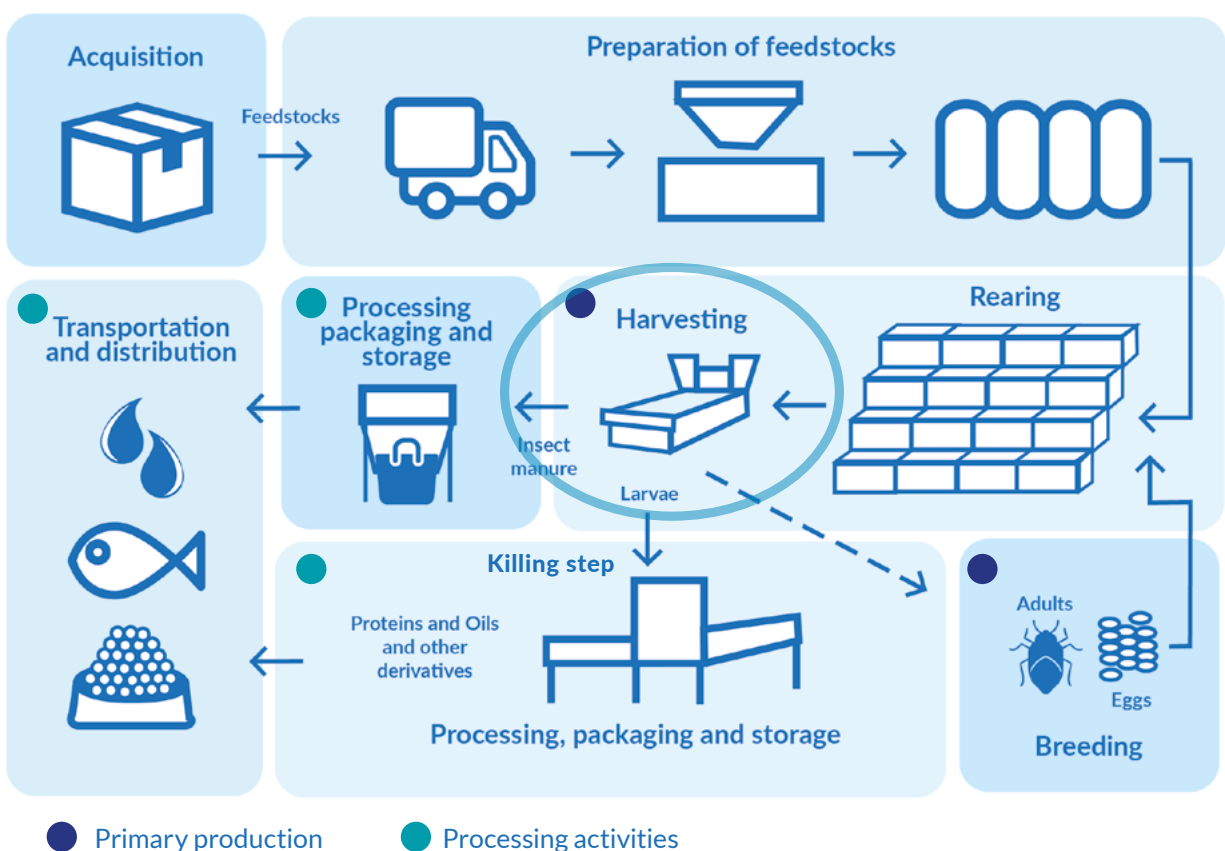 Acquisition
Feedstocks
Preparation of feedstocks
Transportation
and distribution
Processing
packaging and
storage
Insect
manure
Harvesting
Larvae
Rearing
Killing step
Proteins and Oils
and other
derivatives
Processing, packaging and storage
Adults
Eggs
Breeding
Primary production
Processing activities